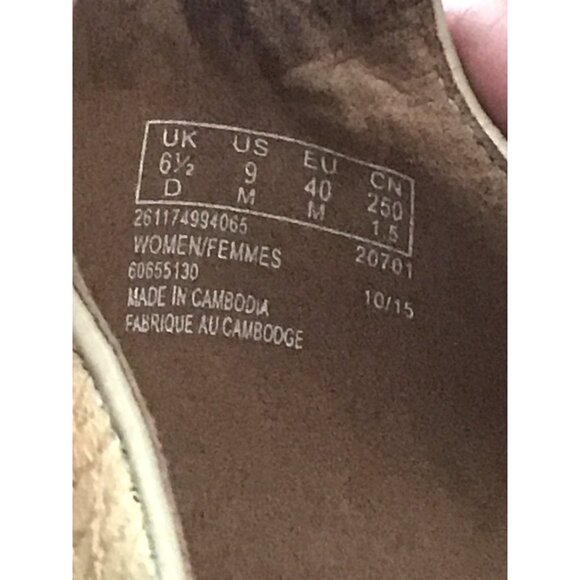 UK US EU CN
6½ 9 40 250
D M M 1.5
261174994065 20701
WOMEN/FEMMES
60655130 10/15
MADE IN CAMBODIA
FABRIQUE AU CAMBODGE